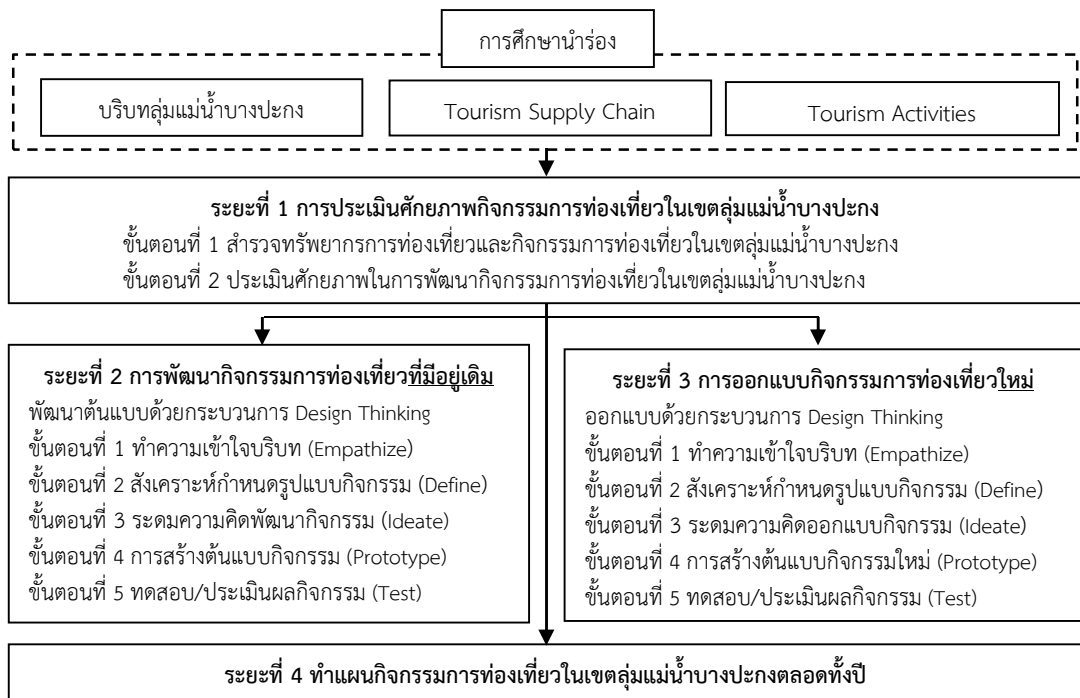 การศึกษานำร่อง
บริบทลุ่มแม่น้ำบางปะกง
Tourism Supply Chain
Tourism Activities
ระยะที่ 1 การประเมินศักยภาพกิจกรรมการท่องเที่ยวในเขตลุ่มแม่น้ำบางปะกง
ขั้นตอนที่ 1 สำรวจทรัพยากรการท่องเที่ยวและกิจกรรมการท่องเที่ยวในเขตลุ่มแม่น้ำบางปะกง
ขั้นตอนที่ 2 ประเมินศักยภาพในการพัฒนากิจกรรมการท่องเที่ยวในเขตลุ่มแม่น้ำบางปะกง
ระยะที่ 2 การพัฒนากิจกรรมการท่องเที่ยวที่มีอยู่เดิม
พัฒนาต้นแบบด้วยกระบวนการ Design Thinking
ขั้นตอนที่ 1 ทำความเข้าใจบริบท (Empathize)
ขั้นตอนที่ 2 สังเคราะห์กำหนดรูปแบบกิจกรรม (Define)
ขั้นตอนที่ 3 ระดมความคิดพัฒนากิจกรรม (Ideate)
ขั้นตอนที่ 4 การสร้างต้นแบบกิจกรรม (Prototype)
ขั้นตอนที่ 5 ทดสอบ/ประเมินผลกิจกรรม (Test)
ระยะที่ 3 การออกแบบกิจกรรมการท่องเที่ยวใหม่
ออกแบบด้วยกระบวนการ Design Thinking
ขั้นตอนที่ 1 ทำความเข้าใจบริบท (Empathize)
ขั้นตอนที่ 2 สังเคราะห์กำหนดรูปแบบกิจกรรม (Define)
ขั้นตอนที่ 3 ระดมความคิดออกแบบกิจกรรม (Ideate)
ขั้นตอนที่ 4 การสร้างต้นแบบกิจกรรมใหม่ (Prototype)
ขั้นตอนที่ 5 ทดสอบ/ประเมินผลกิจกรรม (Test)
ระยะที่ 4 ทำแผนกิจกรรมการท่องเที่ยวในเขตลุ่มแม่น้ำบางปะกงตลอดทั้งปี